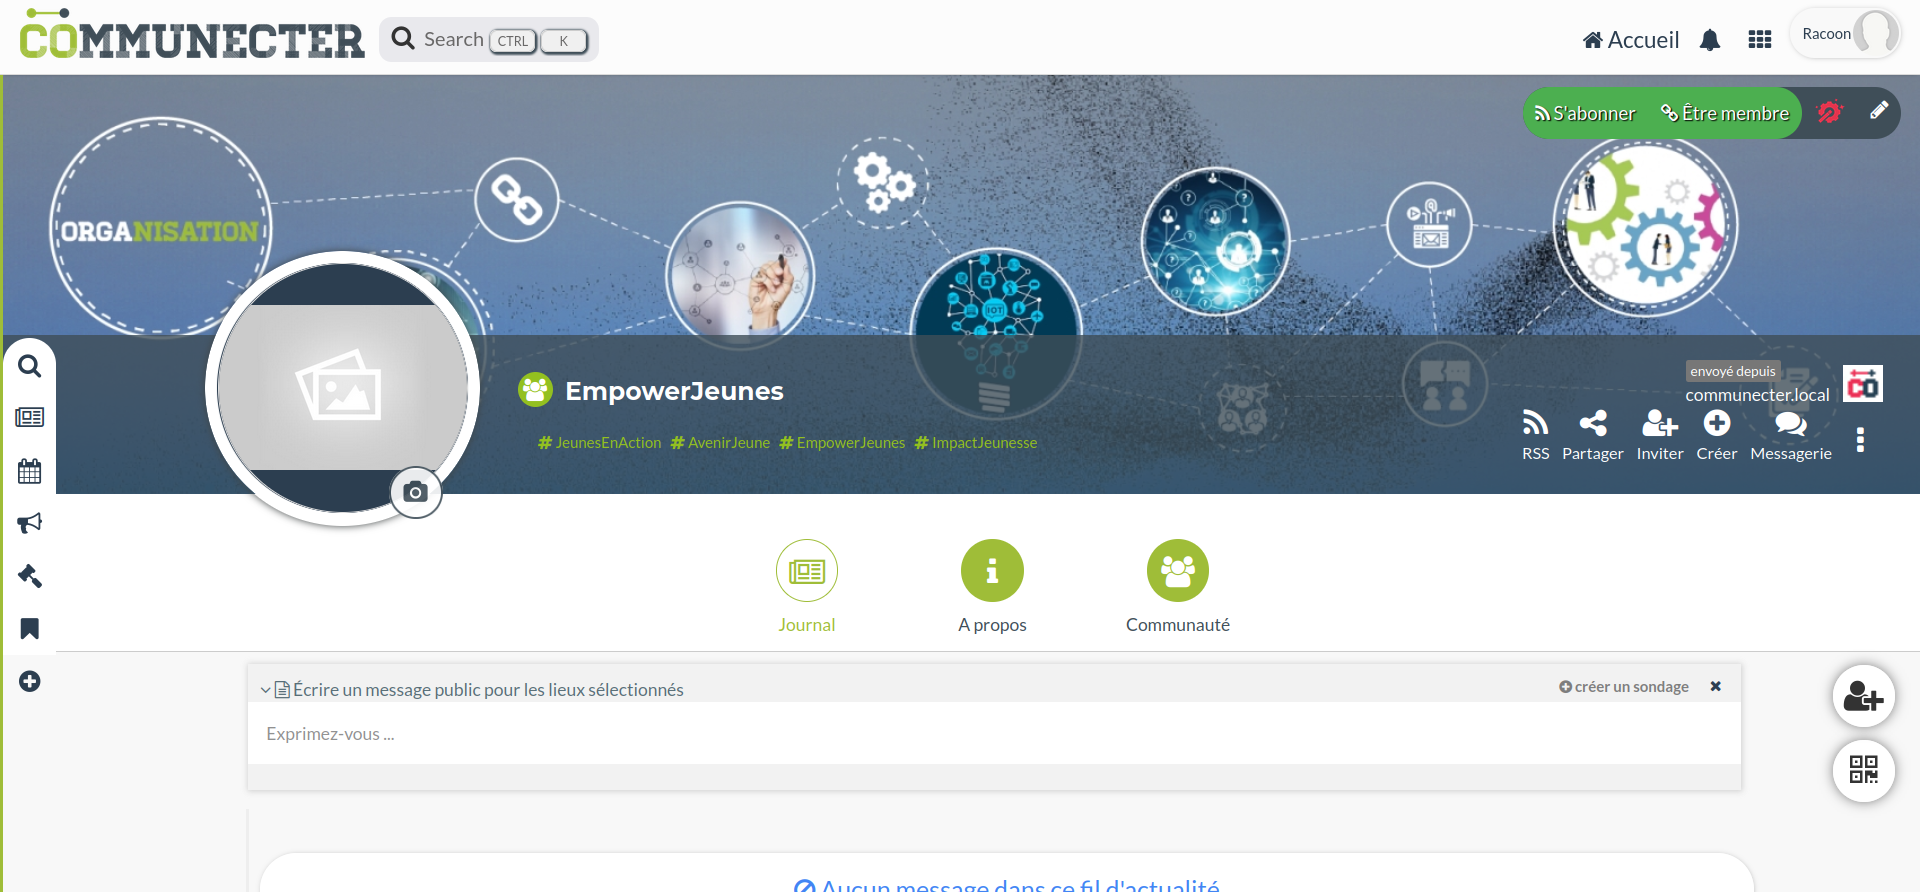 COMMUNECTER
Search CTRL K
Accueil
Racoon
S'abonner
Être membre
ORGANISATION
IOT
envoyé depuis
communecter.local
EmpowerJeunes
# JeunesEnAction # AvenirJeune # EmpowerJeunes # ImpactJeunesse
RSS Partager Inviter Créer Messagerie
Journal
A propos
Communauté
Écrire un message public pour les lieux sélectionnés
créer un sondage
Exprimez-vous ...
Aucun message dans ce fil d'actualité